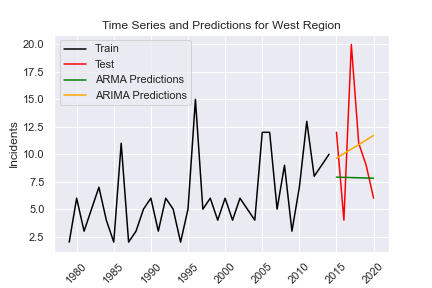 Time Series and Predictions for West Region
Train
Test
ARMA Predictions
ARIMA Predictions
Incidents
20.0
17.5
15.0
12.5
10.0
7.5
5.0
2.5
1980
1985
1990
1995
2000
2005
2010
2015
2020